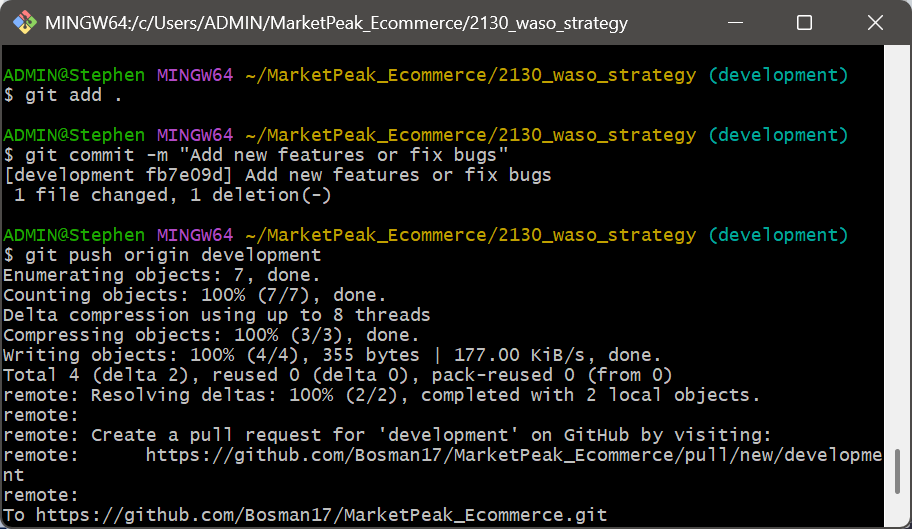 MINGW64:/c/Users/ADMIN/MarketPeak_Ecommerce/2130_waso_strategy
ADMIN@Stephen MINGW64 ~/MarketPeak_Ecommerce/2130_waso_strategy (development)
$ git add .
ADMIN@Stephen MINGW64 ~/MarketPeak_Ecommerce/2130_waso_strategy (development)
$ git commit -m "Add new features or fix bugs"
[development fb7e09d] Add new features or fix bugs
 1 file changed, 1 deletion(-)
ADMIN@Stephen MINGW64 ~/MarketPeak_Ecommerce/2130_waso_strategy (development)
$ git push origin development
Enumerating objects: 7, done.
Counting objects: 100% (7/7), done.
Delta compression using up to 8 threads
Compressing objects: 100% (3/3), done.
Writing objects: 100% (4/4), 355 bytes | 177.00 KiB/s, done.
Total 4 (delta 2), reused 0 (delta 0), pack-reused 0 (from 0)
remote: Resolving deltas: 100% (2/2), completed with 2 local objects.
remote:
remote: Create a pull request for 'development' on GitHub by visiting:
remote:      https://github.com/Bosman17/MarketPeak_Ecommerce/pull/new/developme
nt
remote:
To https://github.com/Bosman17/MarketPeak_Ecommerce.git